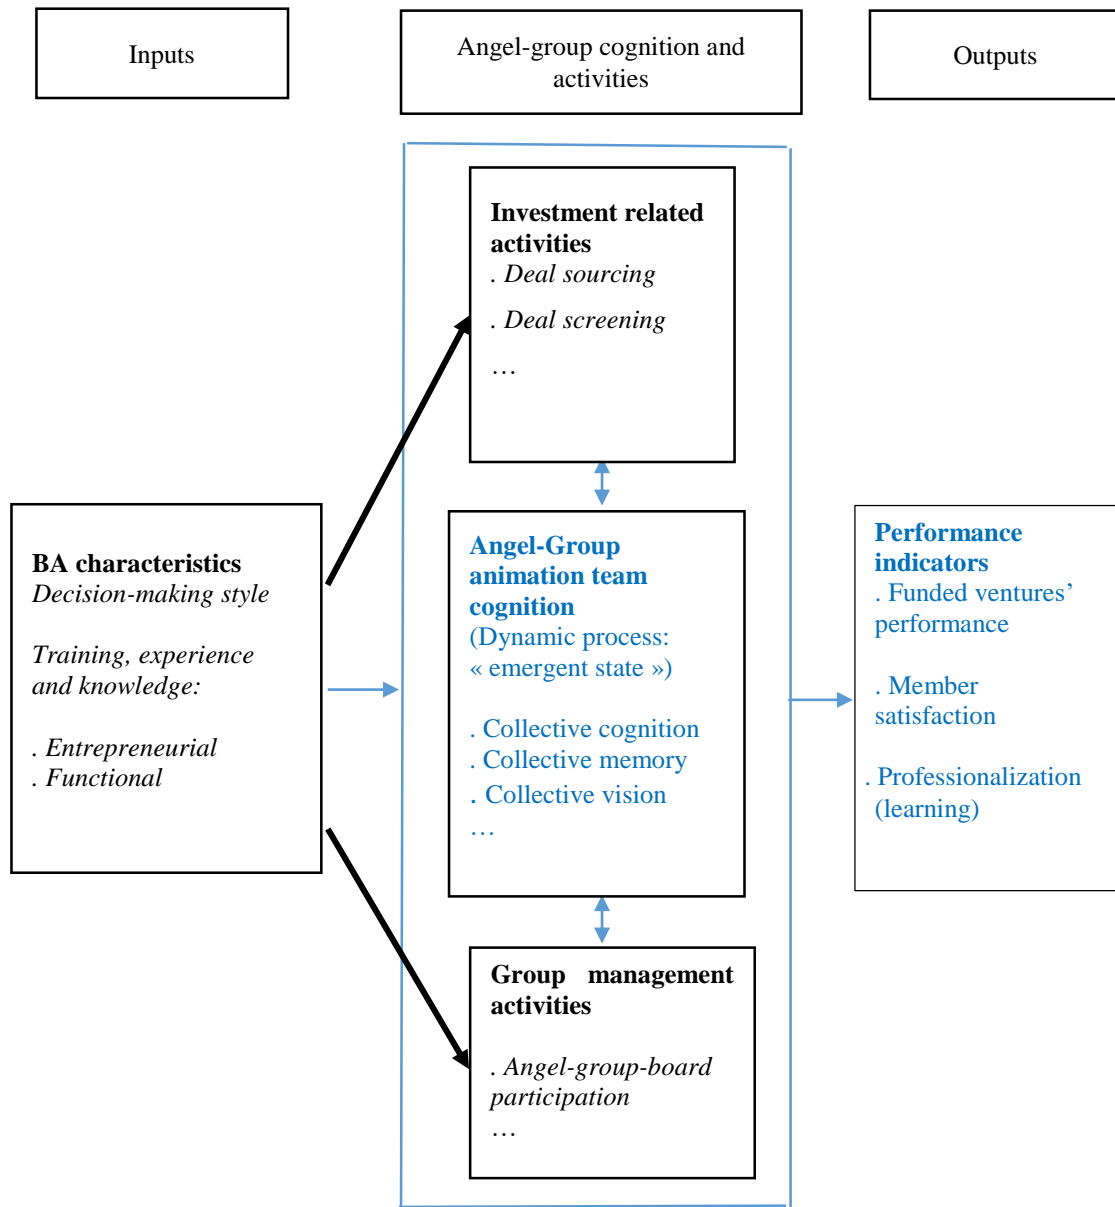 Inputs
Angel-group cognition and
activities
Outputs
Investment related
activities
. Deal sourcing
. Deal screening
…
BA characteristics
Decision-making style
Training, experience
and knowledge:
. Entrepreneurial
. Functional
Angel-Group
animation team
cognition
(Dynamic process:
« emergent state »)
. Collective cognition
. Collective memory
. Collective vision
…
Performance
indicators
. Funded ventures’
performance
. Member
satisfaction
. Professionalization
(learning)
Group management
activities
. Angel-group-board
participation
…